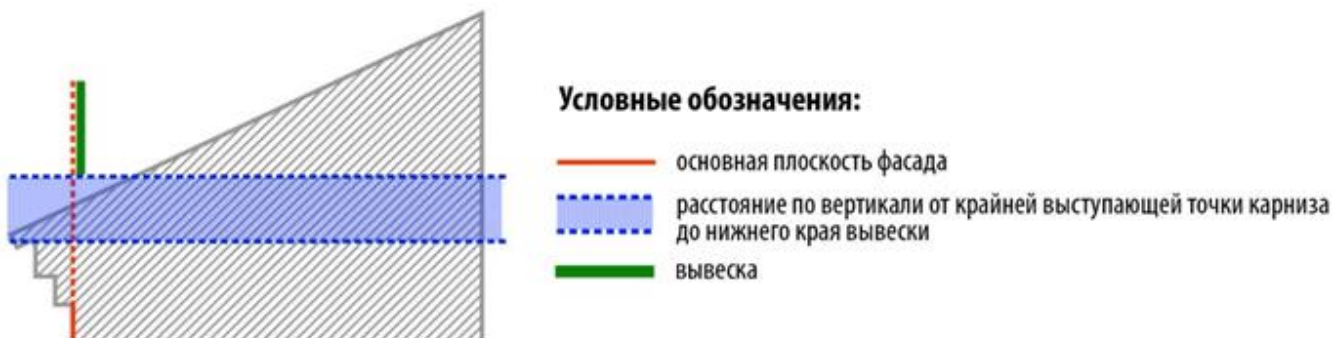 Условные обозначения:
основная плоскость фасада
расстояние по вертикали от крайней выступающей точки карниза
до нижнего края вывески
вывеска